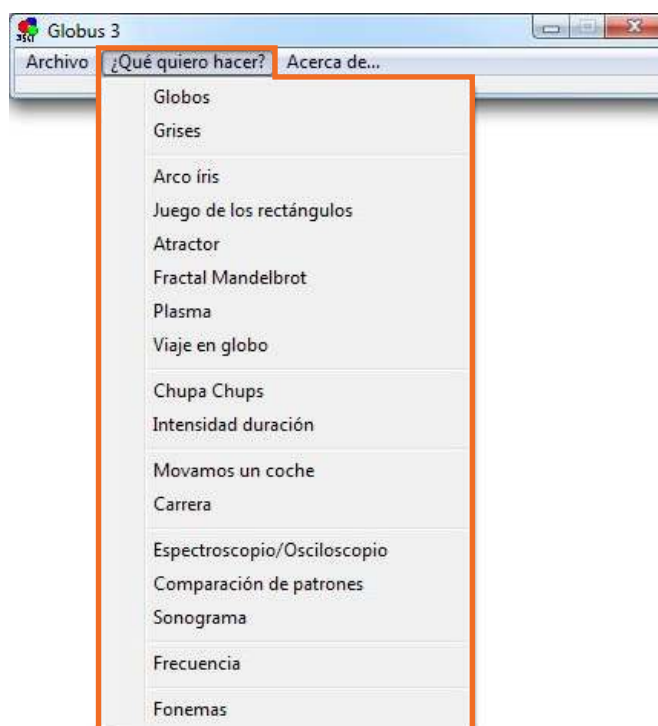 Globus 3
Archivo ¿Qué quiero hacer? Acerca de...
Globos
Grises
Arco íris
Juego de los rectángulos
Atractor
Fractal Mandelbrot
Plasma
Viaje en globo
Chupa Chups
Intensidad duración
Movamos un coche
Carrera
Espectroscopio/Osciloscopio
Comparación de patrones
Sonograma
Frecuencia
Fonemas